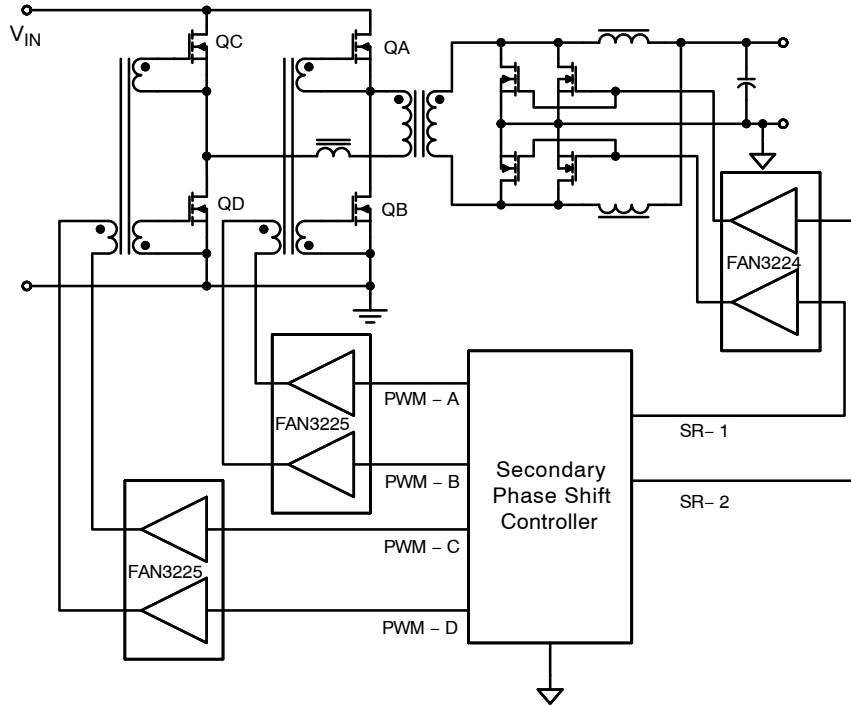 VIN
QC
QA
QD
QB
FAN3224
PWM – A
FAN3225
PWM – B
SR– 1
Secondary
Phase Shift
Controller
SR– 2
PWM – C
FAN3225
PWM – D